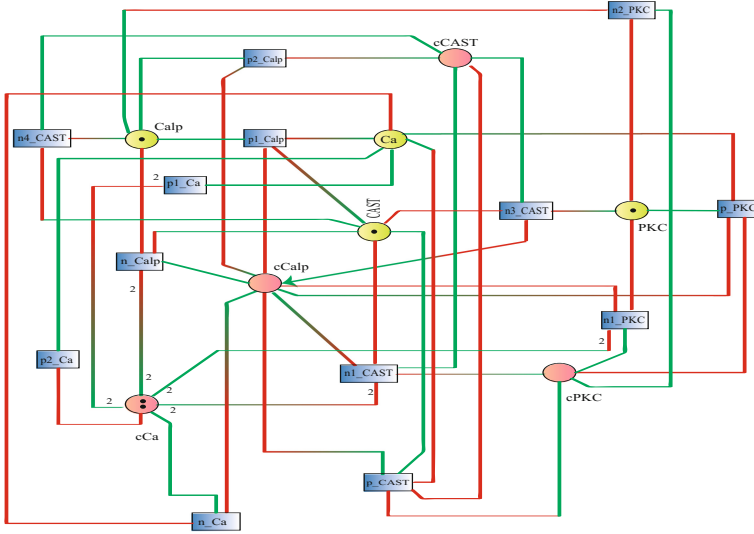 n2_PKC
cCAST
p2_Calp
Calp
n4_CAST
p1_Calp
Ca
2
p1_Ca
CAST
n3_CAST
p_PKC
PKC
n_Calp
cCalp
2
n1_PKC
2
p2_Ca
n1_CAST
2
2
2
2
2
cPKC
cCa
p_CAST
n_Ca